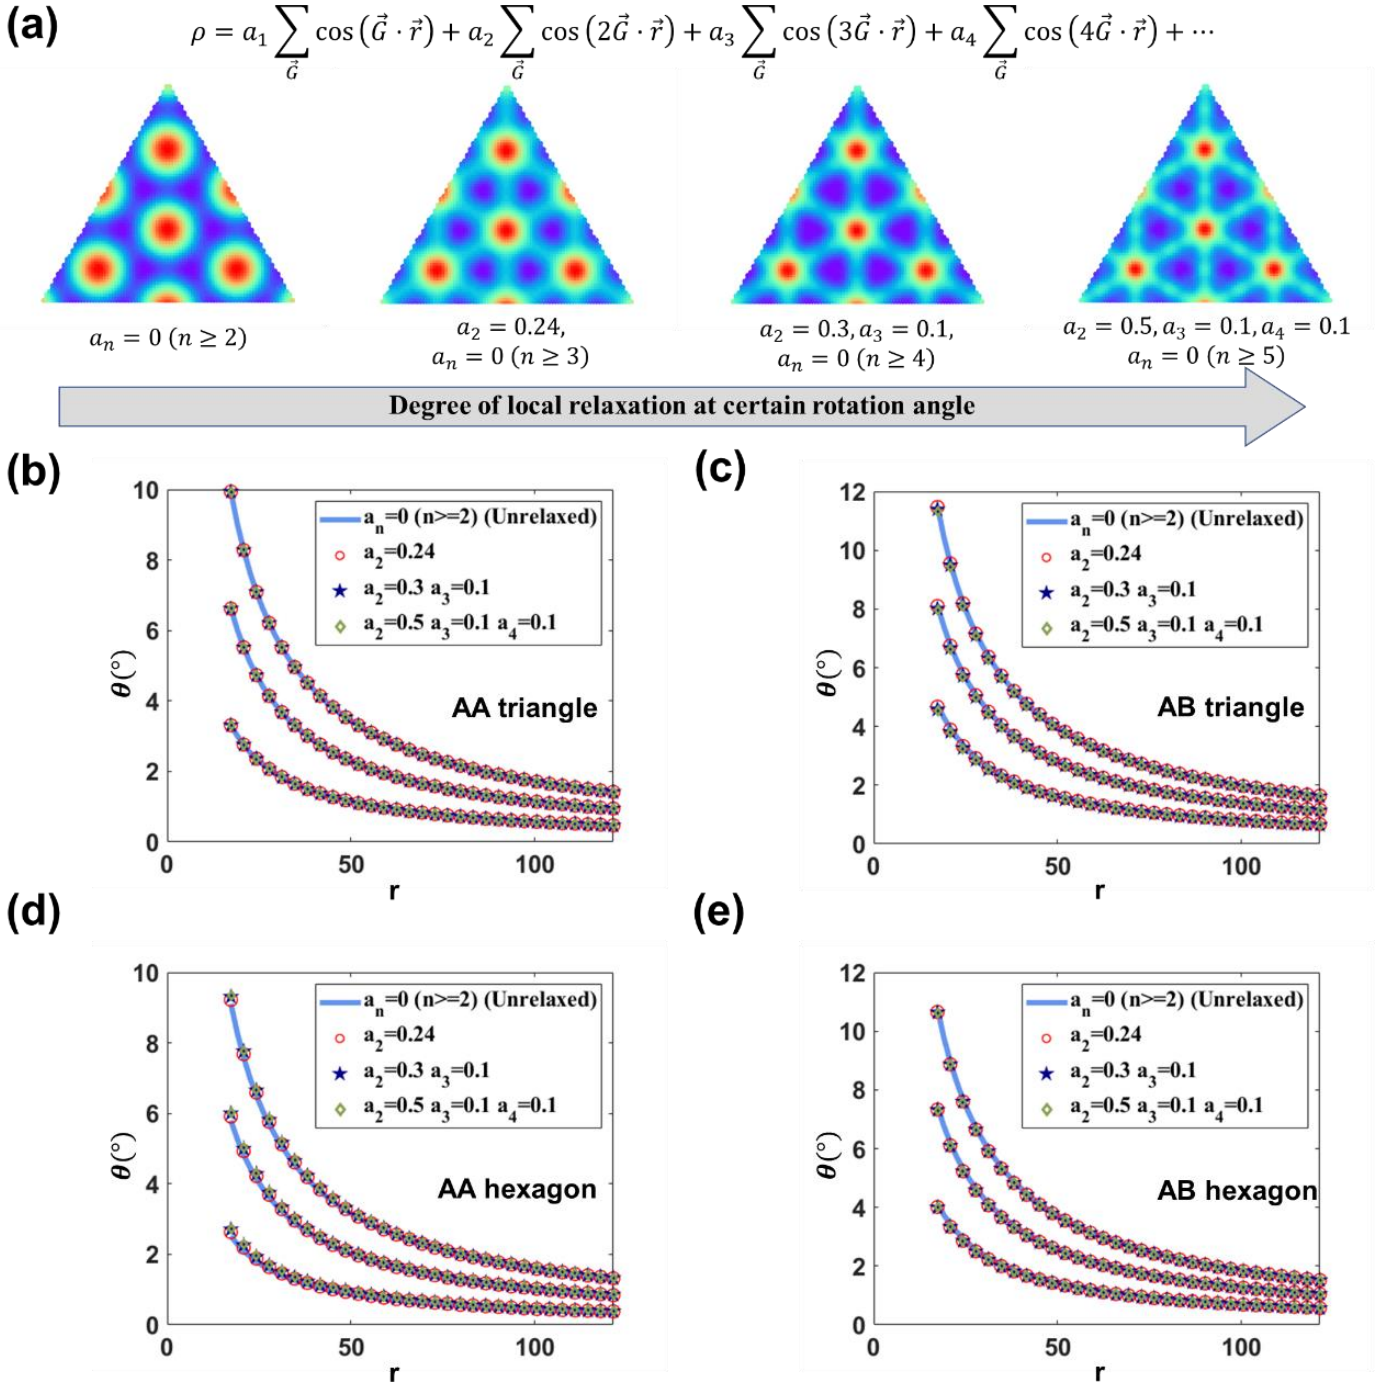 (a)
ρ = a₁ ∑_G⃗ cos (G⃗ · r⃗) + a₂ ∑_G⃗ cos (2G⃗ · r⃗) + a₃ ∑_G⃗ cos (3G⃗ · r⃗) + a₄ ∑_G⃗ cos (4G⃗ · r⃗) + ⋯
aₙ = 0 (n ≥ 2)
a₂ = 0.24,
aₙ = 0 (n ≥ 3)
a₂ = 0.3, a₃ = 0.1,
aₙ = 0 (n ≥ 4)
a₂ = 0.5, a₃ = 0.1, a₄ = 0.1
aₙ = 0 (n ≥ 5)
Degree of local relaxation at certain rotation angle
(b)
10
8
6
4
2
0
θ(°)
aₙ=0 (n>=2) (Unrelaxed)
a₂=0.24
a₂=0.3 a₃=0.1
a₂=0.5 a₃=0.1 a₄=0.1
AA triangle
0 50 100
r
(c)
12
10
8
6
4
2
0
θ(°)
aₙ=0 (n>=2) (Unrelaxed)
a₂=0.24
a₂=0.3 a₃=0.1
a₂=0.5 a₃=0.1 a₄=0.1
AB triangle
0 50 100
r
(d)
10
8
6
4
2
0
θ(°)
aₙ=0 (n>=2) (Unrelaxed)
a₂=0.24
a₂=0.3 a₃=0.1
a₂=0.5 a₃=0.1 a₄=0.1
AA hexagon
0 50 100
r
(e)
12
10
8
6
4
2
0
θ(°)
aₙ=0 (n>=2) (Unrelaxed)
a₂=0.24
a₂=0.3 a₃=0.1
a₂=0.5 a₃=0.1 a₄=0.1
AB hexagon
0 50 100
r